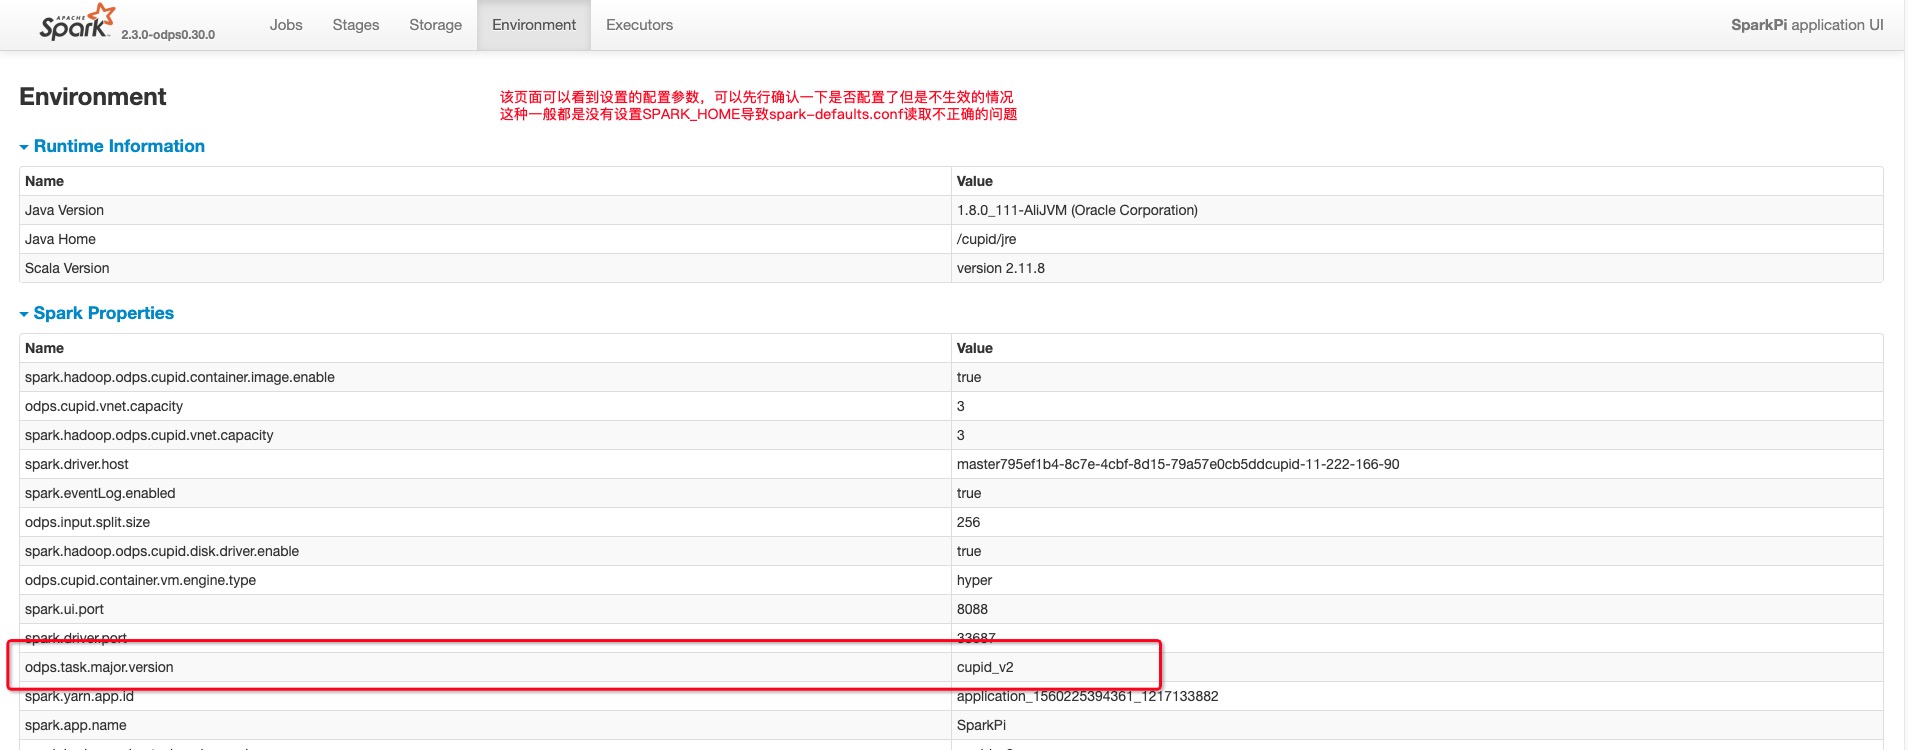 APACHE
Spark 2.3.0-odps0.30.0 Jobs Stages Storage Environment Executors SparkPi application UI
Environment
该页面可以看到设置的配置参数，可以先行确认一下是否配置了但是不生效的情况
这种一般都是没有设置SPARK_HOME导致spark-defaults.conf读取不正确的问题
Runtime Information
Name Value
Java Version 1.8.0_111-AliJVM (Oracle Corporation)
Java Home /cupid/jre
Scala Version version 2.11.8
Spark Properties
Name Value
spark.hadoop.odps.cupid.container.image.enable true
odps.cupid.vnet.capacity 3
spark.hadoop.odps.cupid.vnet.capacity 3
spark.driver.host master795ef1b4-8c7e-4cbf-8d15-79a57e0cb5ddcupid-11-222-166-90
spark.eventLog.enabled true
odps.input.split.size 256
spark.hadoop.odps.cupid.disk.driver.enable true
odps.cupid.container.vm.engine.type hyper
spark.ui.port 8088
spark.driver.port 33687
odps.task.major.version cupid_v2
spark.yarn.app.id application_1560225394361_1217133882
spark.app.name SparkPi